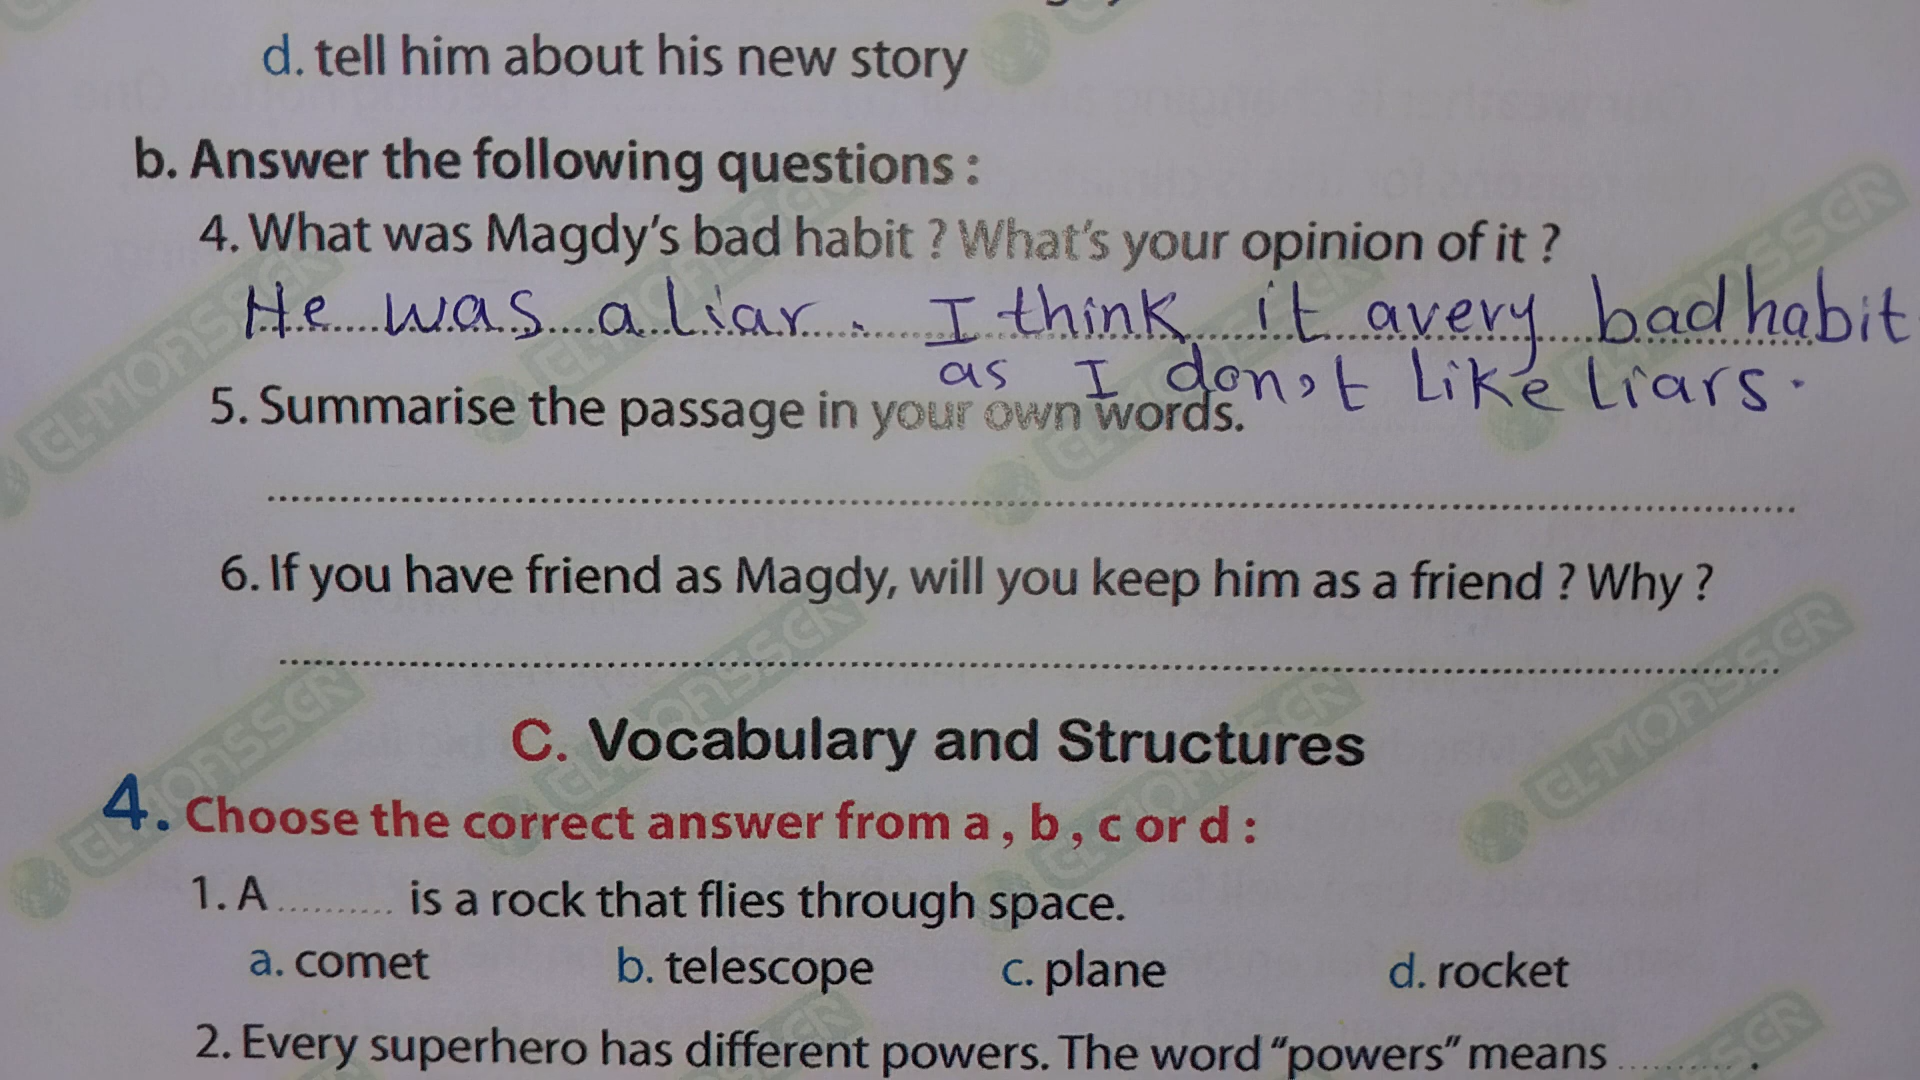 d. tell him about his new story
b. Answer the following questions :
4. What was Magdy's bad habit ? What's your opinion of it ?
He was a liar. I think it avery bad habit
as I don,t like liars.
5. Summarise the passage in your own words.
6. If you have friend as Magdy, will you keep him as a friend ? Why ?
C. Vocabulary and Structures
4. Choose the correct answer from a , b , c or d :
1. A .......... is a rock that flies through space.
a. comet b. telescope c. plane d. rocket
2. Every superhero has different powers. The word "powers" means .......... .